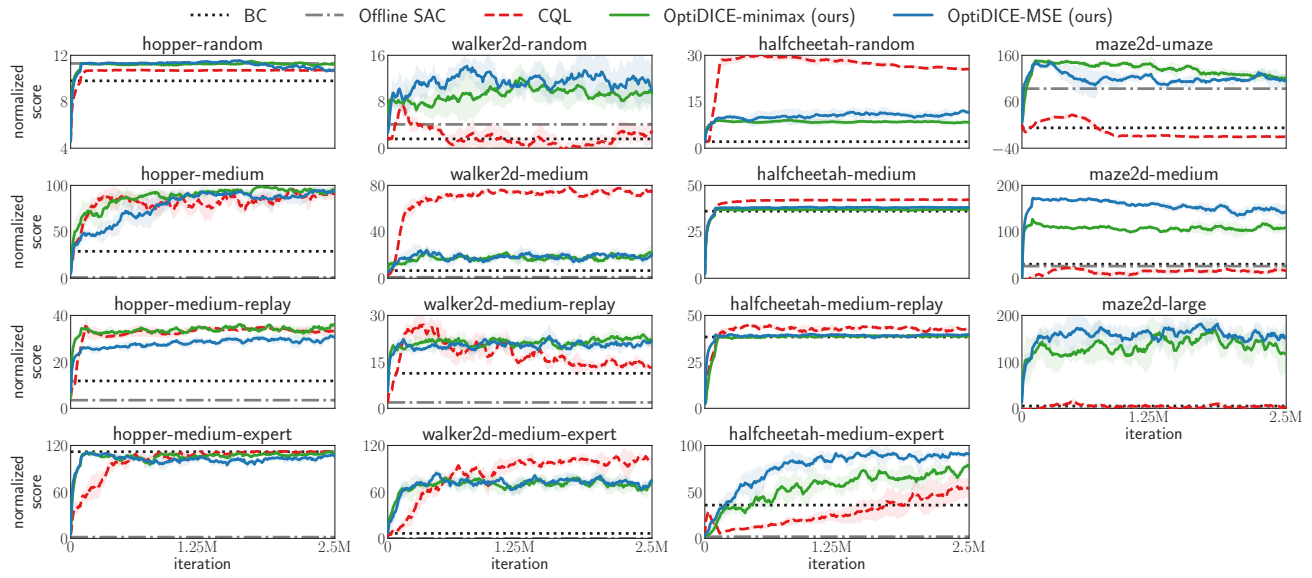 BC Offline SAC CQL OptiDICE-minimax (ours) OptiDICE-MSE (ours)
hopper-random walker2d-random halfcheetah-random maze2d-umaze
normalized
score
12
8
4
16
8
0
30
15
0
160
60
−40
hopper-medium walker2d-medium halfcheetah-medium maze2d-medium
normalized
score
100
50
0
80
40
0
50
25
0
200
100
0
hopper-medium-replay walker2d-medium-replay halfcheetah-medium-replay maze2d-large
normalized
score
40
20
0
30
15
0
50
25
0
200
100
0
1.25M 2.5M
iteration
hopper-medium-expert walker2d-medium-expert halfcheetah-medium-expert
normalized
score
120
60
0
120
60
0
100
50
0
0 1.25M 2.5M 0 1.25M 2.5M 0 1.25M 2.5M
iteration iteration iteration